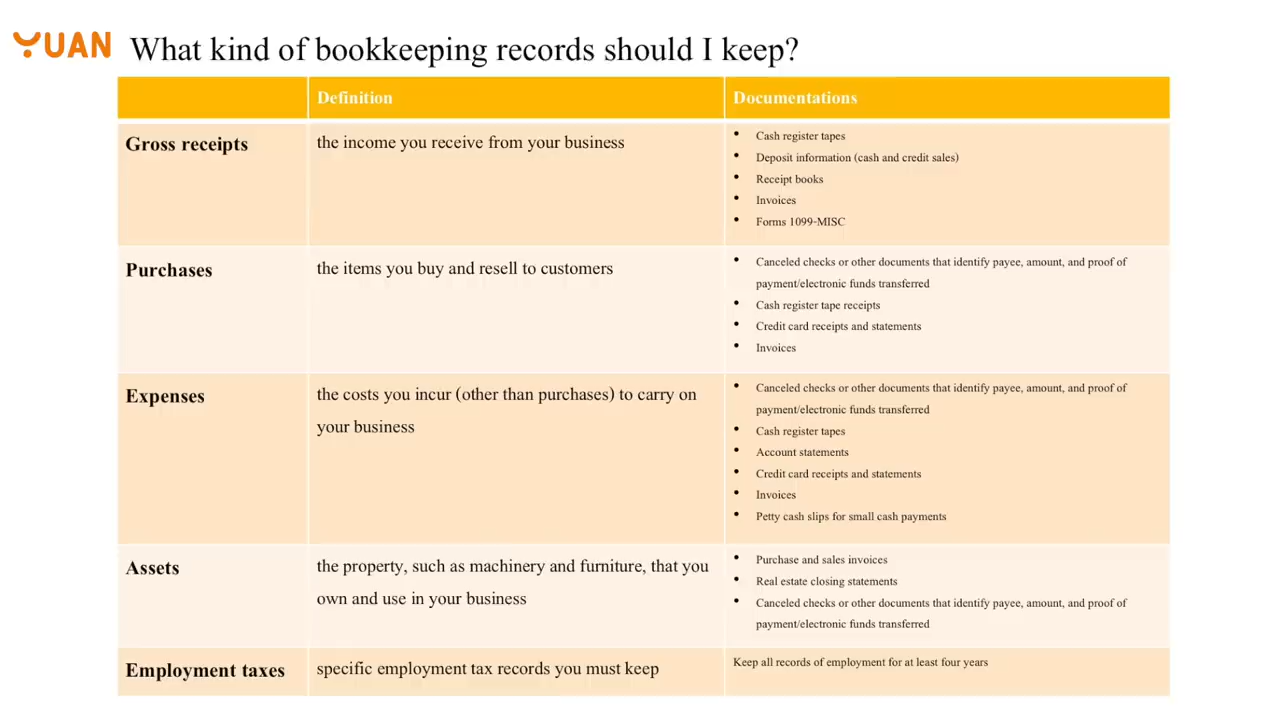 YUAN
What kind of bookkeeping records should I keep?
Definition
Documentations
Gross receipts
the income you receive from your business
• Cash register tapes
• Deposit information (cash and credit sales)
• Receipt books
• Invoices
• Forms 1099-MISC
Purchases
the items you buy and resell to customers
• Canceled checks or other documents that identify payee, amount, and proof of
payment/electronic funds transferred
• Cash register tape receipts
• Credit card receipts and statements
• Invoices
Expenses
the costs you incur (other than purchases) to carry on
your business
• Canceled checks or other documents that identify payee, amount, and proof of
payment/electronic funds transferred
• Cash register tapes
• Account statements
• Credit card receipts and statements
• Invoices
• Petty cash slips for small cash payments
Assets
the property, such as machinery and furniture, that you
own and use in your business
• Purchase and sales invoices
• Real estate closing statements
• Canceled checks or other documents that identify payee, amount, and proof of
payment/electronic funds transferred
Employment taxes
specific employment tax records you must keep
Keep all records of employment for at least four years